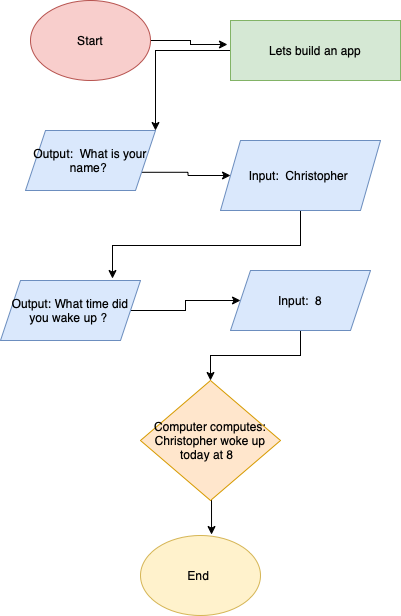 Start
Lets build an app
Output:  What is your
name?
Input:  Christopher
Output: What time did
you wake up ?
Input:  8
Computer computes:
Christopher woke up
today at 8
End